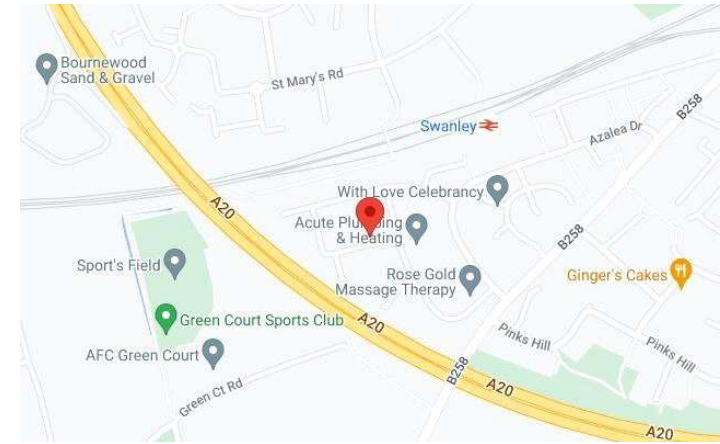 Bournewood
Sand & Gravel
St Mary's Rd
B258
Swanley
Azalea Dr
With Love Celebrancy
A20
Acute Plumbing
& Heating
B258
Sport's Field
Rose Gold
Massage Therapy
Ginger's Cakes
Green Court Sports Club
A20
Pinks Hill
Pinks Hill
AFC Green Court
B258
Green Ct Rd
A20
A20